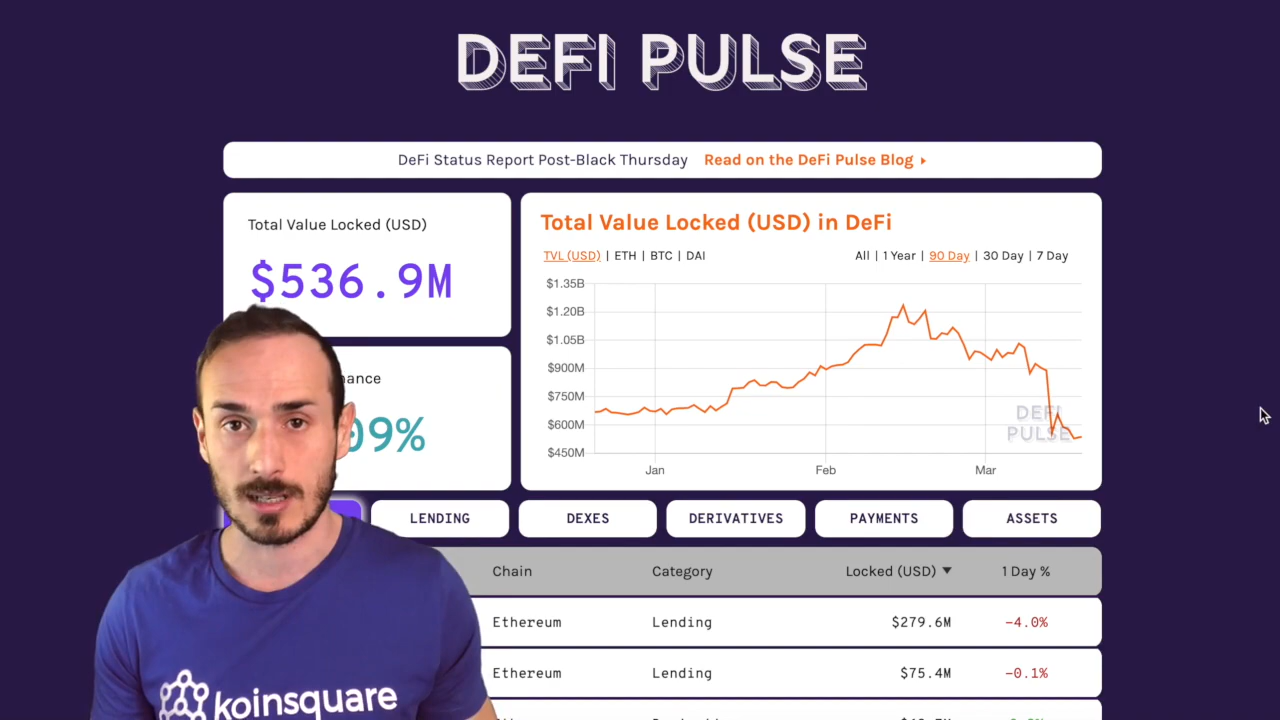 DEFI PULSE
DeFi Status Report Post-Black Thursday Read on the DeFi Pulse Blog
Total Value Locked (USD)
$536.9M
Total Value Locked (USD) in DeFi
TVL (USD) | ETH | BTC | DAI
All | 1 Year | 90 Day | 30 Day | 7 Day
$1.35B
$1.20B
$1.05B
$900M
$750M
$600M
$450M
Jan Feb Mar
DEFI
PULSE
09%
LENDING DEXES DERIVATIVES PAYMENTS ASSETS
Chain Category Locked (USD) 1 Day %
Ethereum Lending $279.6M -4.0%
Ethereum Lending $75.4M -0.1%
koinsquare